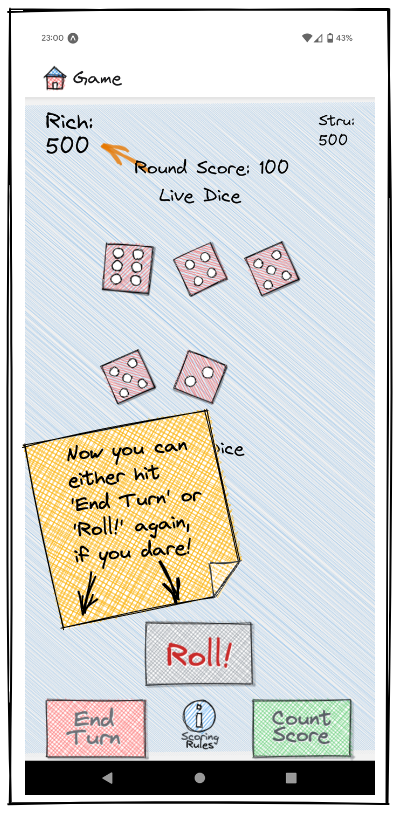 23:00 43%
Game
Rich: Stru:
500 500
Round Score: 100
Live Dice
Dice
Now you can
either hit
'End Turn' or
'Roll!' again,
if you dare!
Roll!
End
Turn
Scoring
Rules
Count
Score